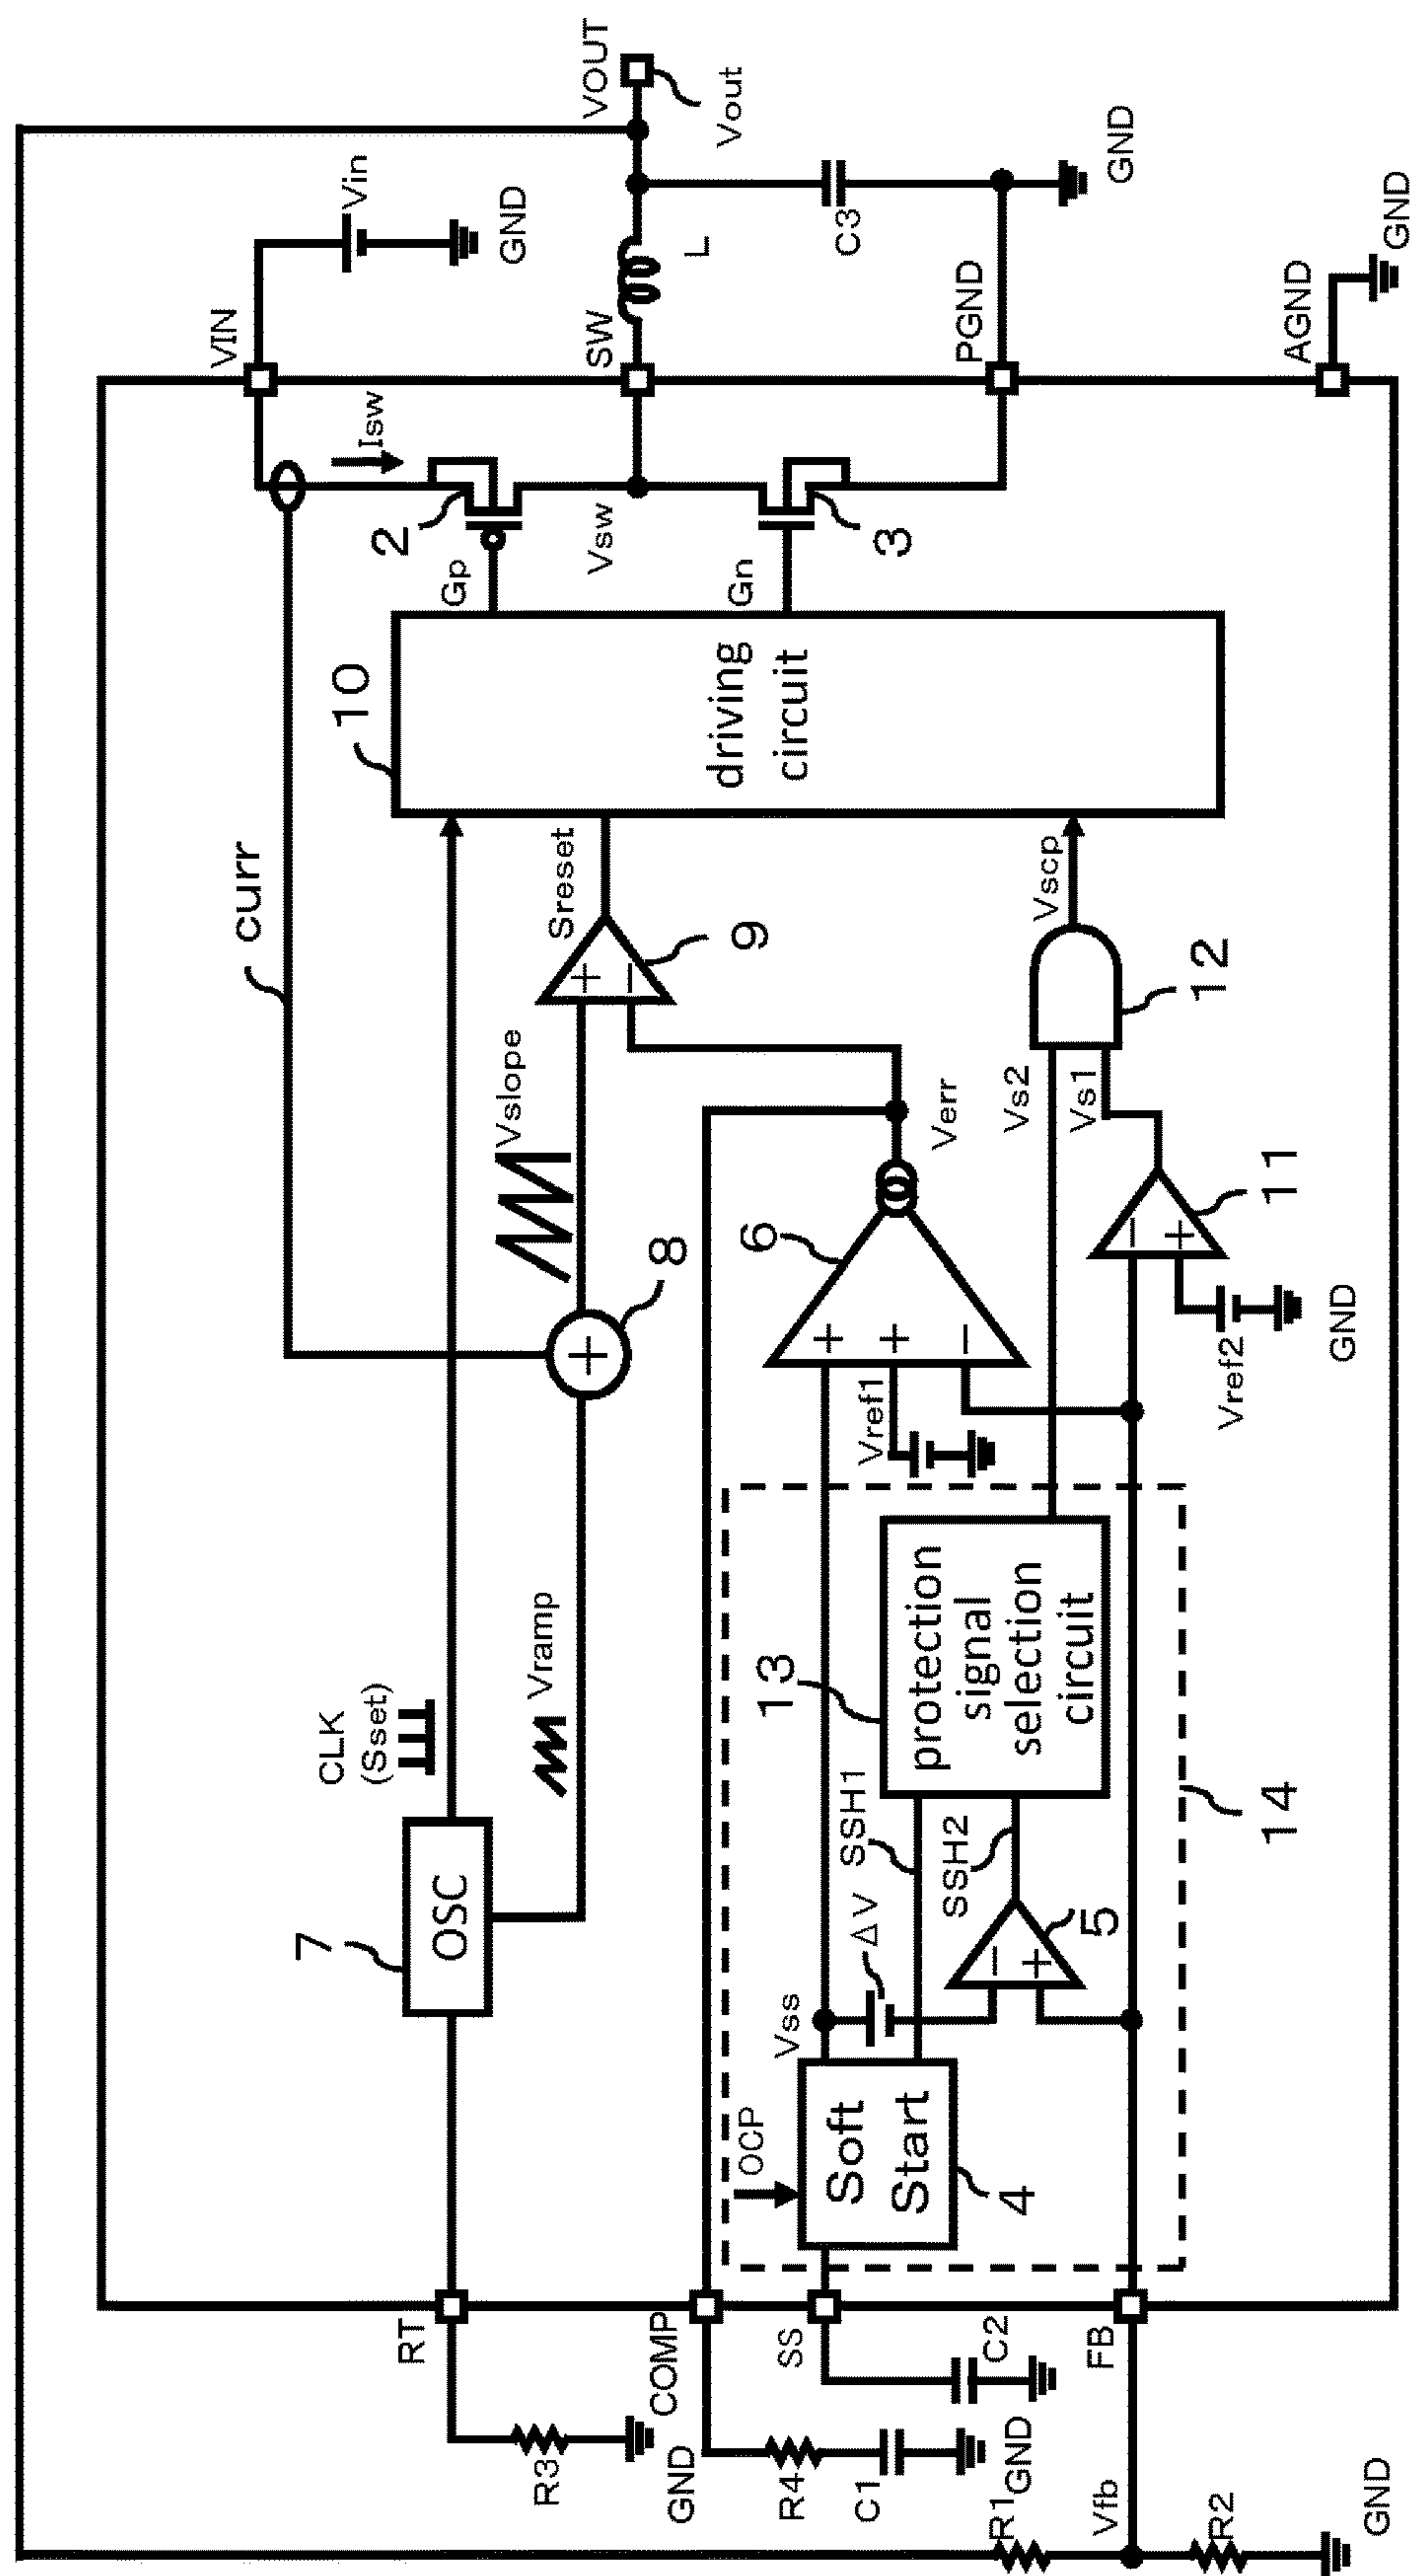 VOUT
Vout
VIN
Vin
GND
SW
L
C3
GND
PGND
AGND
GND
curr
Isw
2
Vsw
3
Gp
Gn
10
driving
circuit
Sreset
9
Vscp
12
Vs2
Vs1
Vslope
+
−
8
+
Verr
6
+
+
−
Vref1
11
−
+
Vref2
GND
CLK
(Sset)
Vramp
7
OSC
13
protection
signal
selection
circuit
14
SSH1
SSH2
ΔV
5
−
+
Vss
OCP
Soft
Start
4
RT
COMP
SS
FB
R3
GND
R4
C1
GND
C2
R1
Vfb
R2
GND